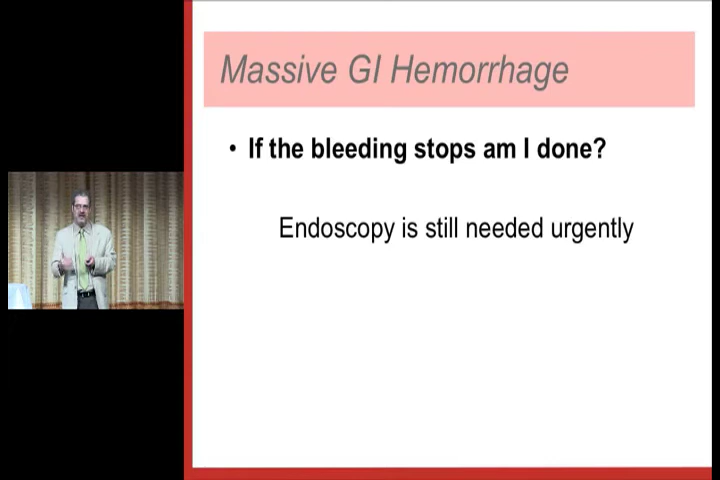 Massive GI Hemorrhage
• If the bleeding stops am I done?
Endoscopy is still needed urgently